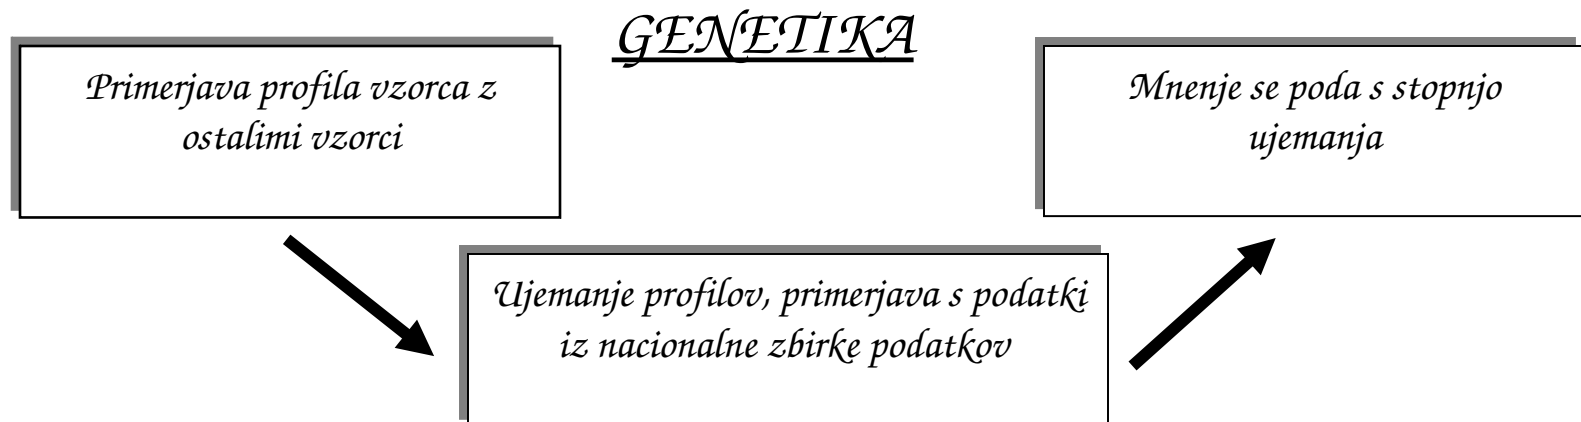 GENETIKA
Primerjava profila vzorca z
ostalimi vzorci
Ujemanje profilov, primerjava s podatki
iz nacionalne zbirke podatkov
Mnenje se poda s stopnjo
ujemanja